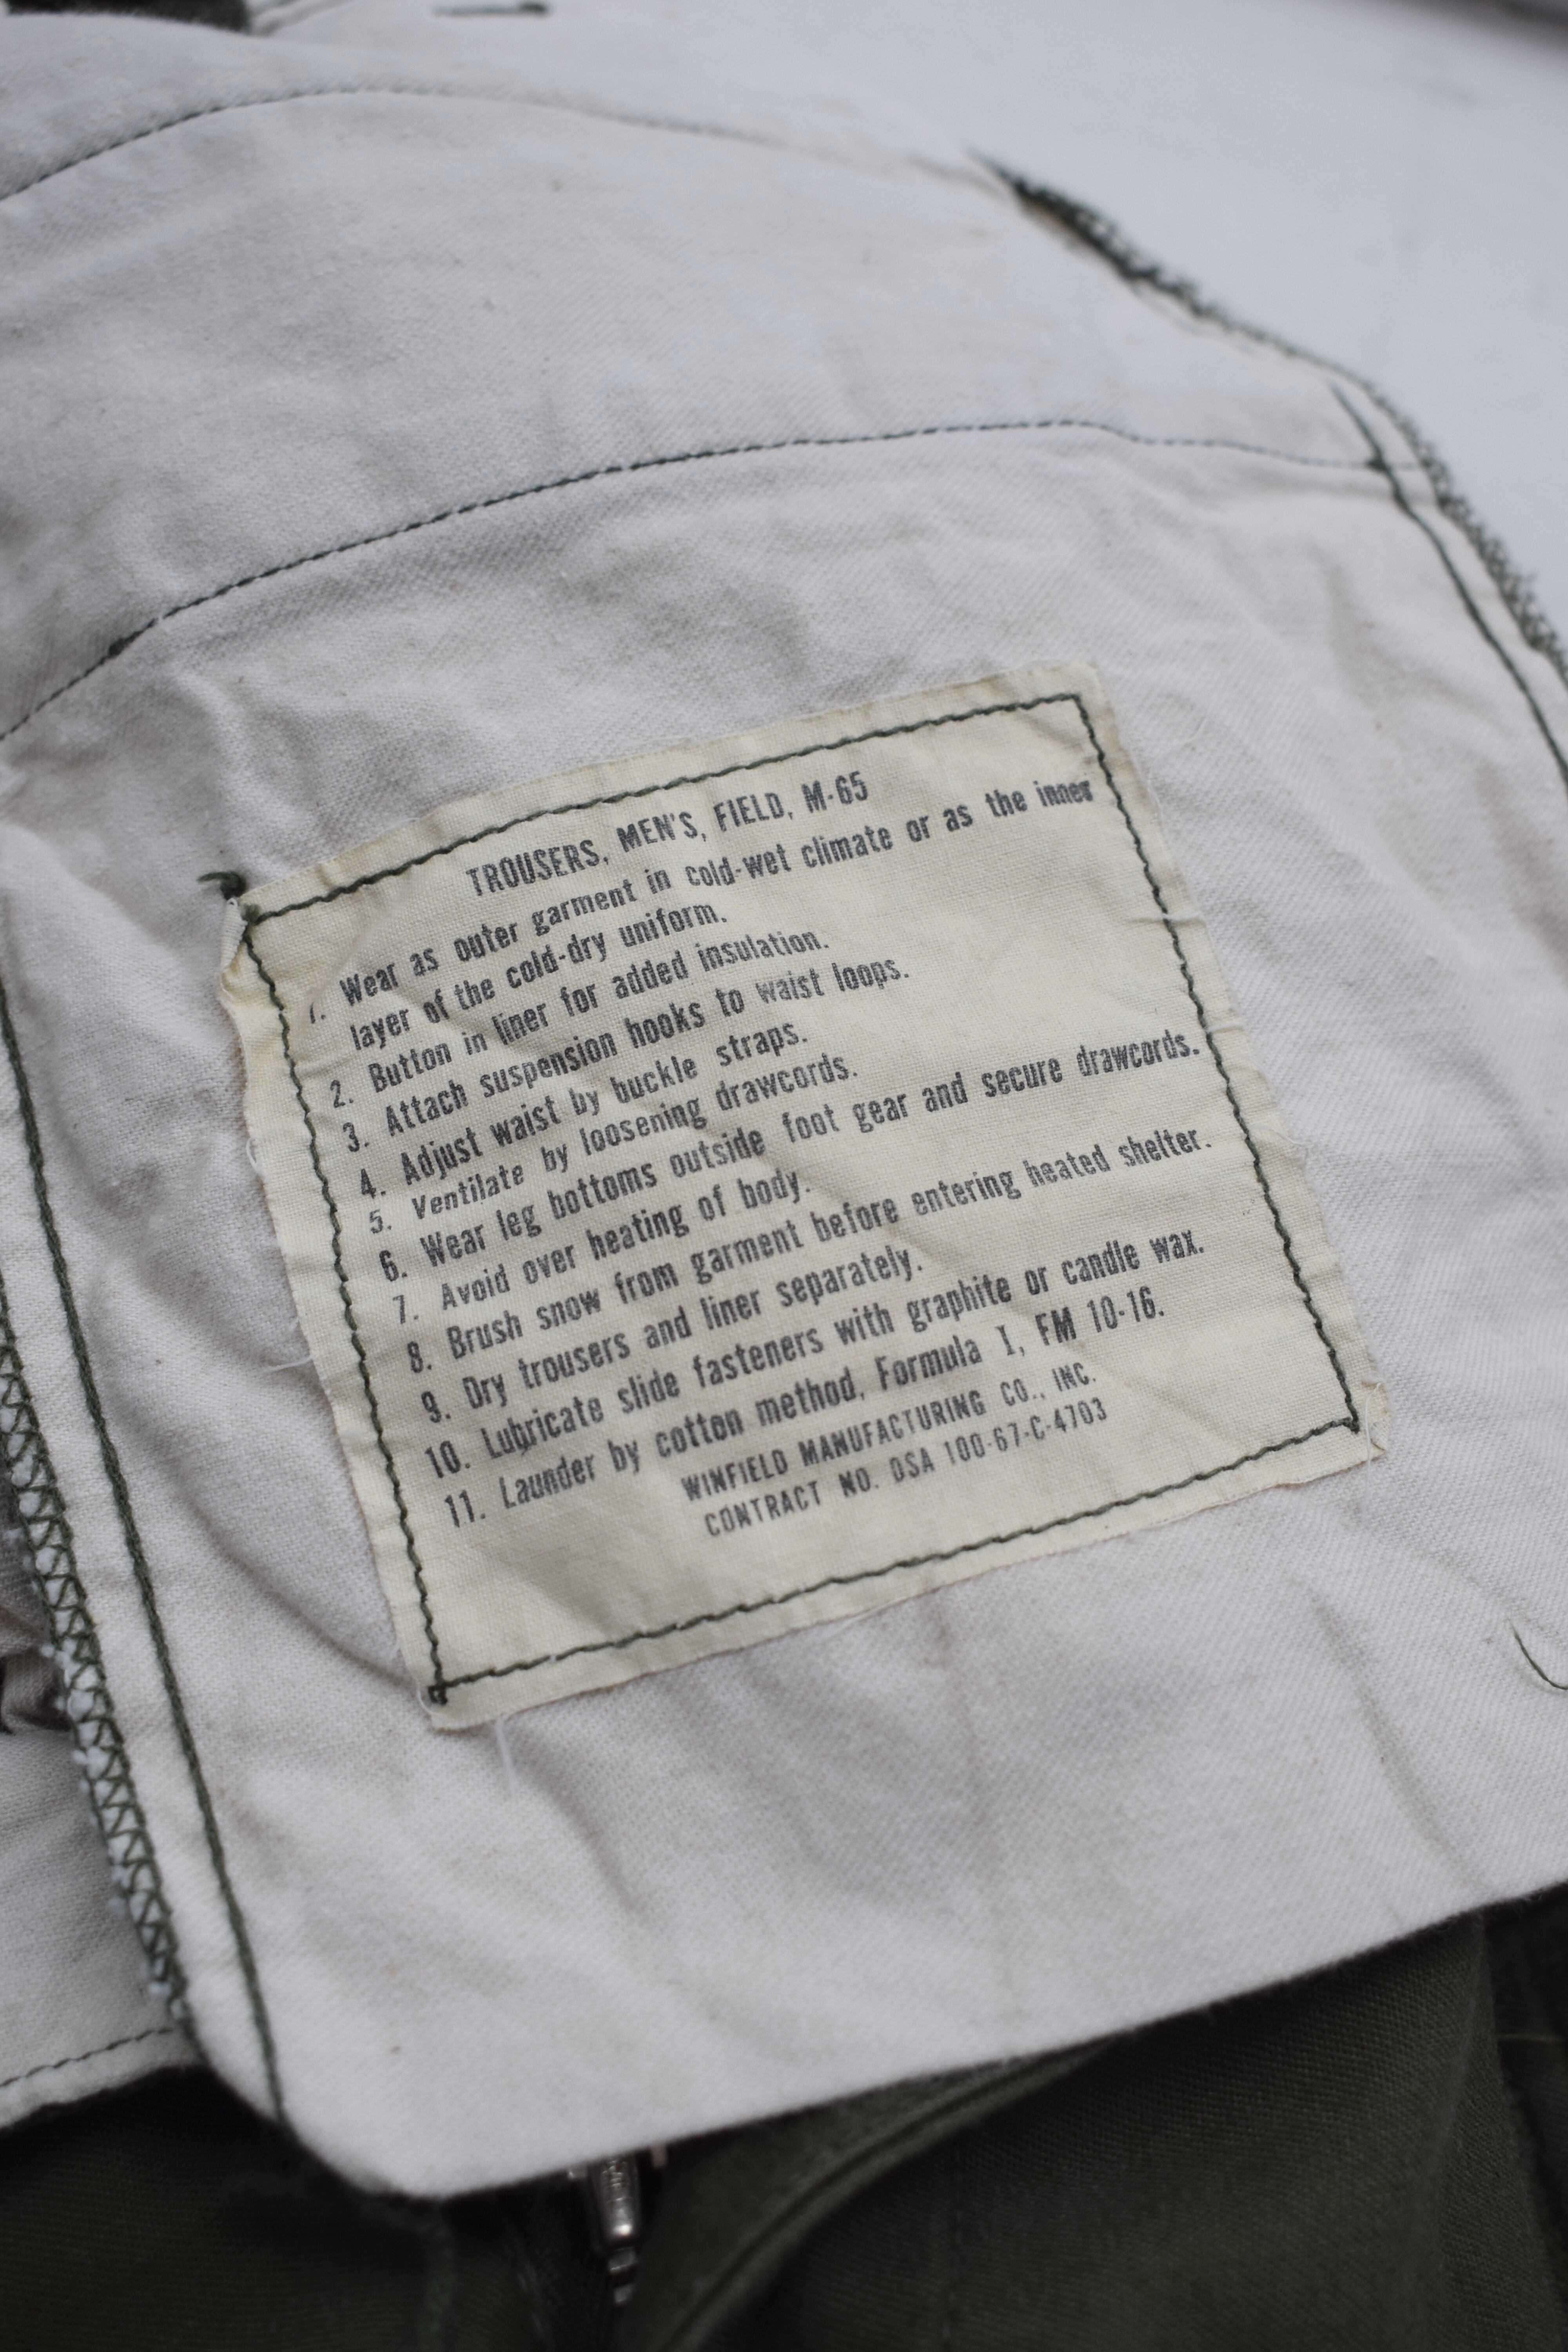 TROUSERS, MEN'S, FIELD, M-65
1. Wear as outer garment in cold-wet climate or as the inner
layer of the cold-dry uniform.
2. Button in liner for added insulation.
3. Attach suspension hooks to waist loops.
4. Adjust waist by buckle straps.
5. Ventilate by loosening drawcords.
6. Wear leg bottoms outside foot gear and secure drawcords.
7. Avoid over heating of body.
8. Brush snow from garment before entering heated shelter.
9. Dry trousers and liner separately.
10. Lubricate slide fasteners with graphite or candle wax.
11. Launder by cotton method, Formula I, FM 10-16.
WINFIELD MANUFACTURING CO., INC.
CONTRACT NO. DSA 100-67-C-4703